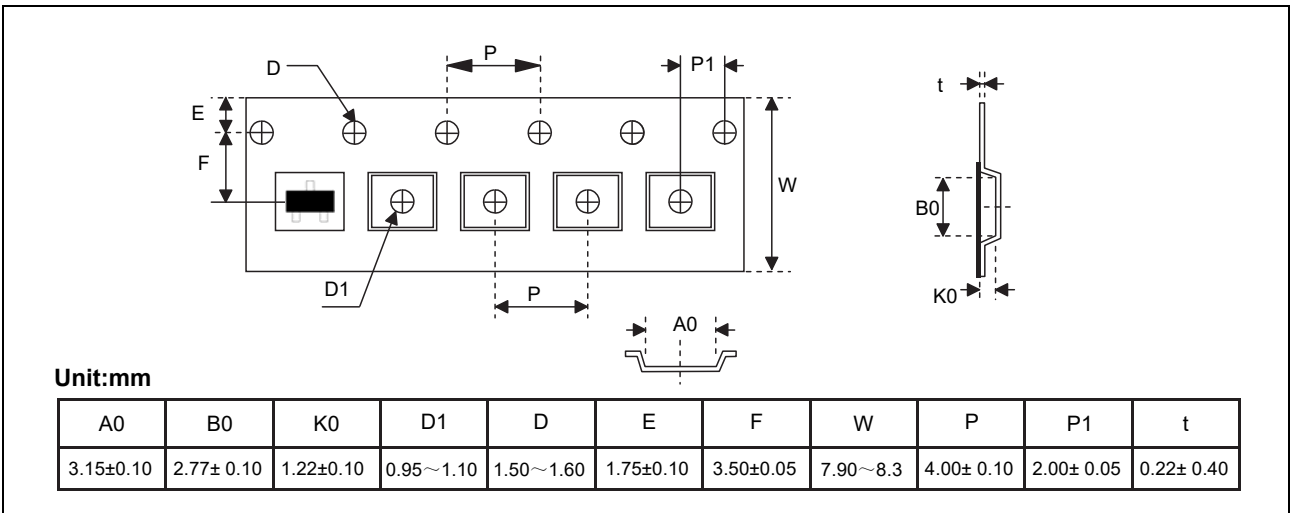 P
P1
D
t
E
F
W
B0
D1
P
K0
A0
Unit:mm
A0 B0 K0 D1 D E F W P P1 t
3.15±0.10 2.77± 0.10 1.22±0.10 0.95～1.10 1.50～1.60 1.75±0.10 3.50±0.05 7.90～8.3 4.00± 0.10 2.00± 0.05 0.22± 0.40